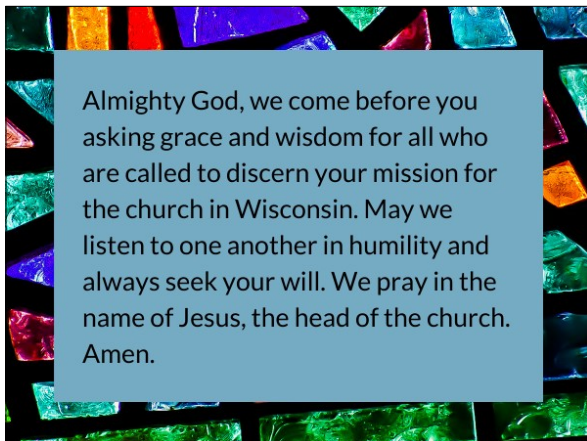 Almighty God, we come before you
asking grace and wisdom for all who
are called to discern your mission for
the church in Wisconsin. May we
listen to one another in humility and
always seek your will. We pray in the
name of Jesus, the head of the church.
Amen.